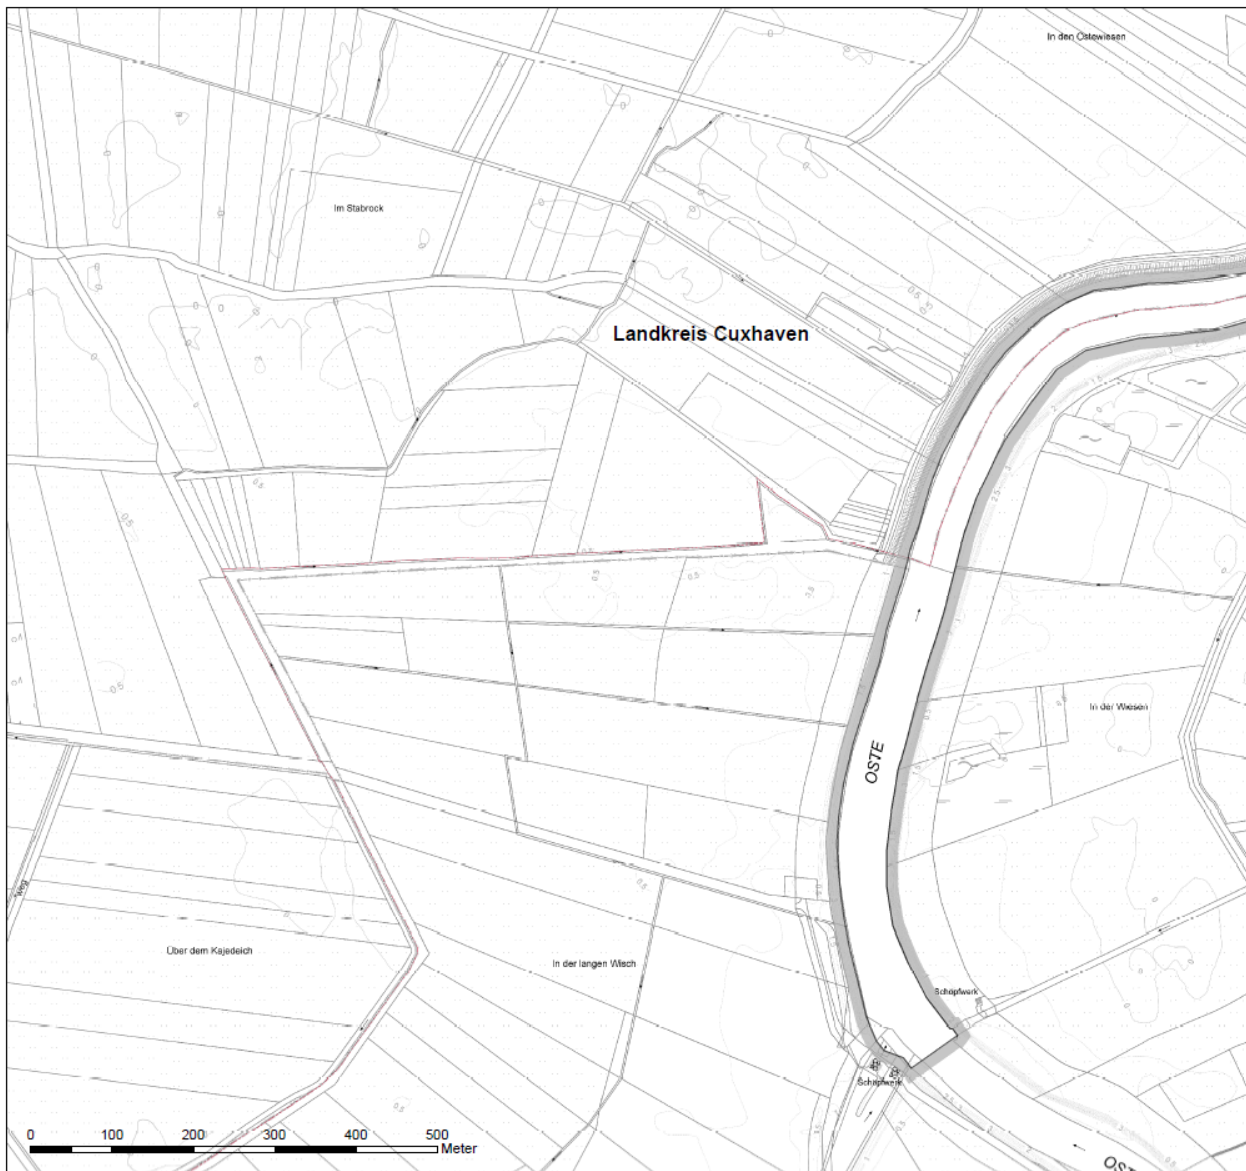 In den Ostewiesen
Im Stabrock
Landkreis Cuxhaven
In der Wiesen
OSTE
weg
Über dem Kajedeich
In der langen Wisch
Schöpfwerk
Schöpfwerk
0 100 200 300 400 500
Meter